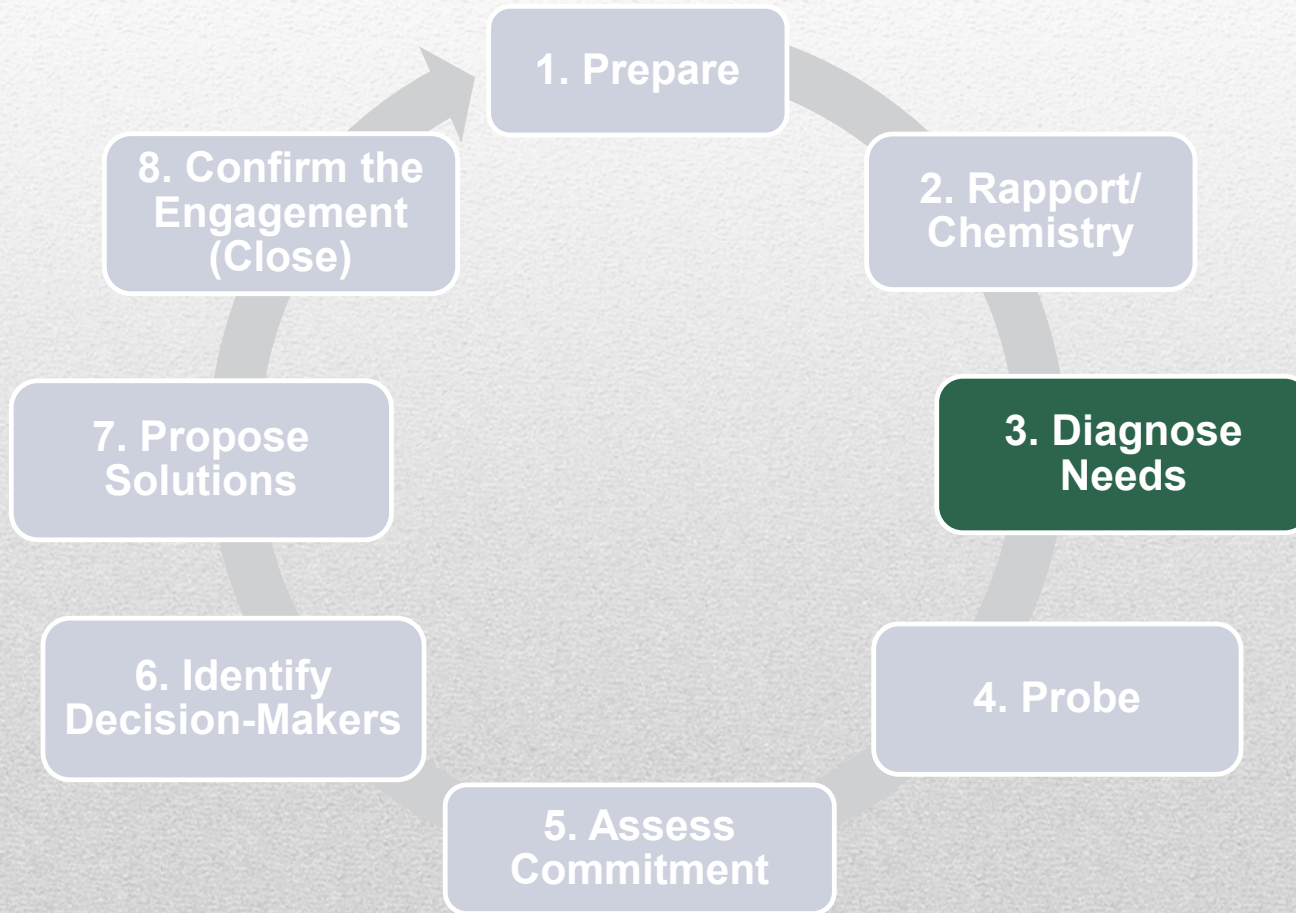 1. Prepare
2. Rapport/
Chemistry
3. Diagnose
Needs
4. Probe
5. Assess
Commitment
6. Identify
Decision-Makers
7. Propose
Solutions
8. Confirm the
Engagement
(Close)